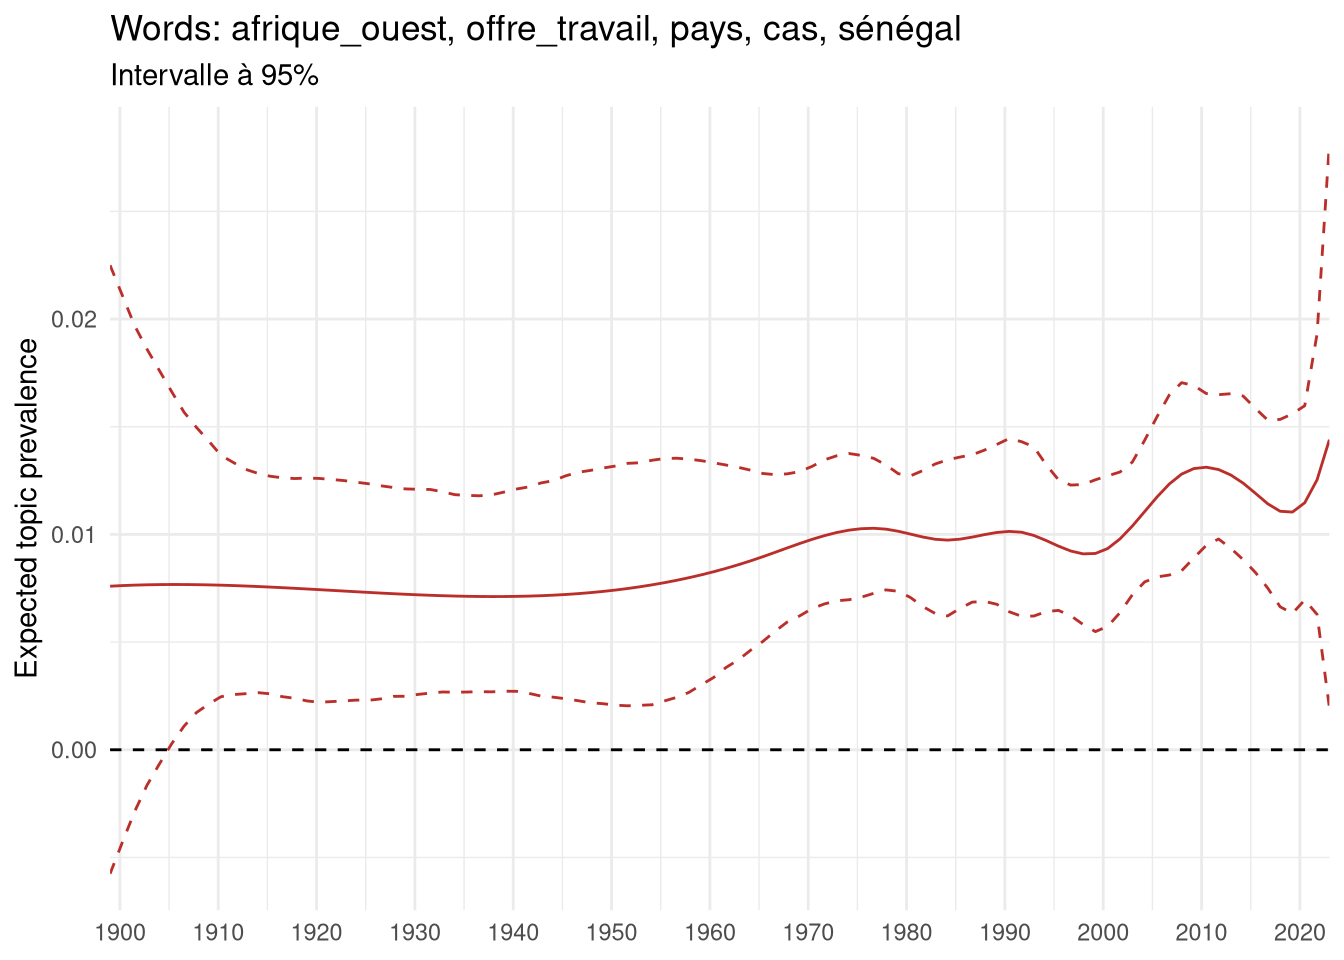 Words: afrique_ouest, offre_travail, pays, cas, sénégal
Intervalle à 95%
Expected topic prevalence
0.02
0.01
0.00
1900 1910 1920 1930 1940 1950 1960 1970 1980 1990 2000 2010 2020